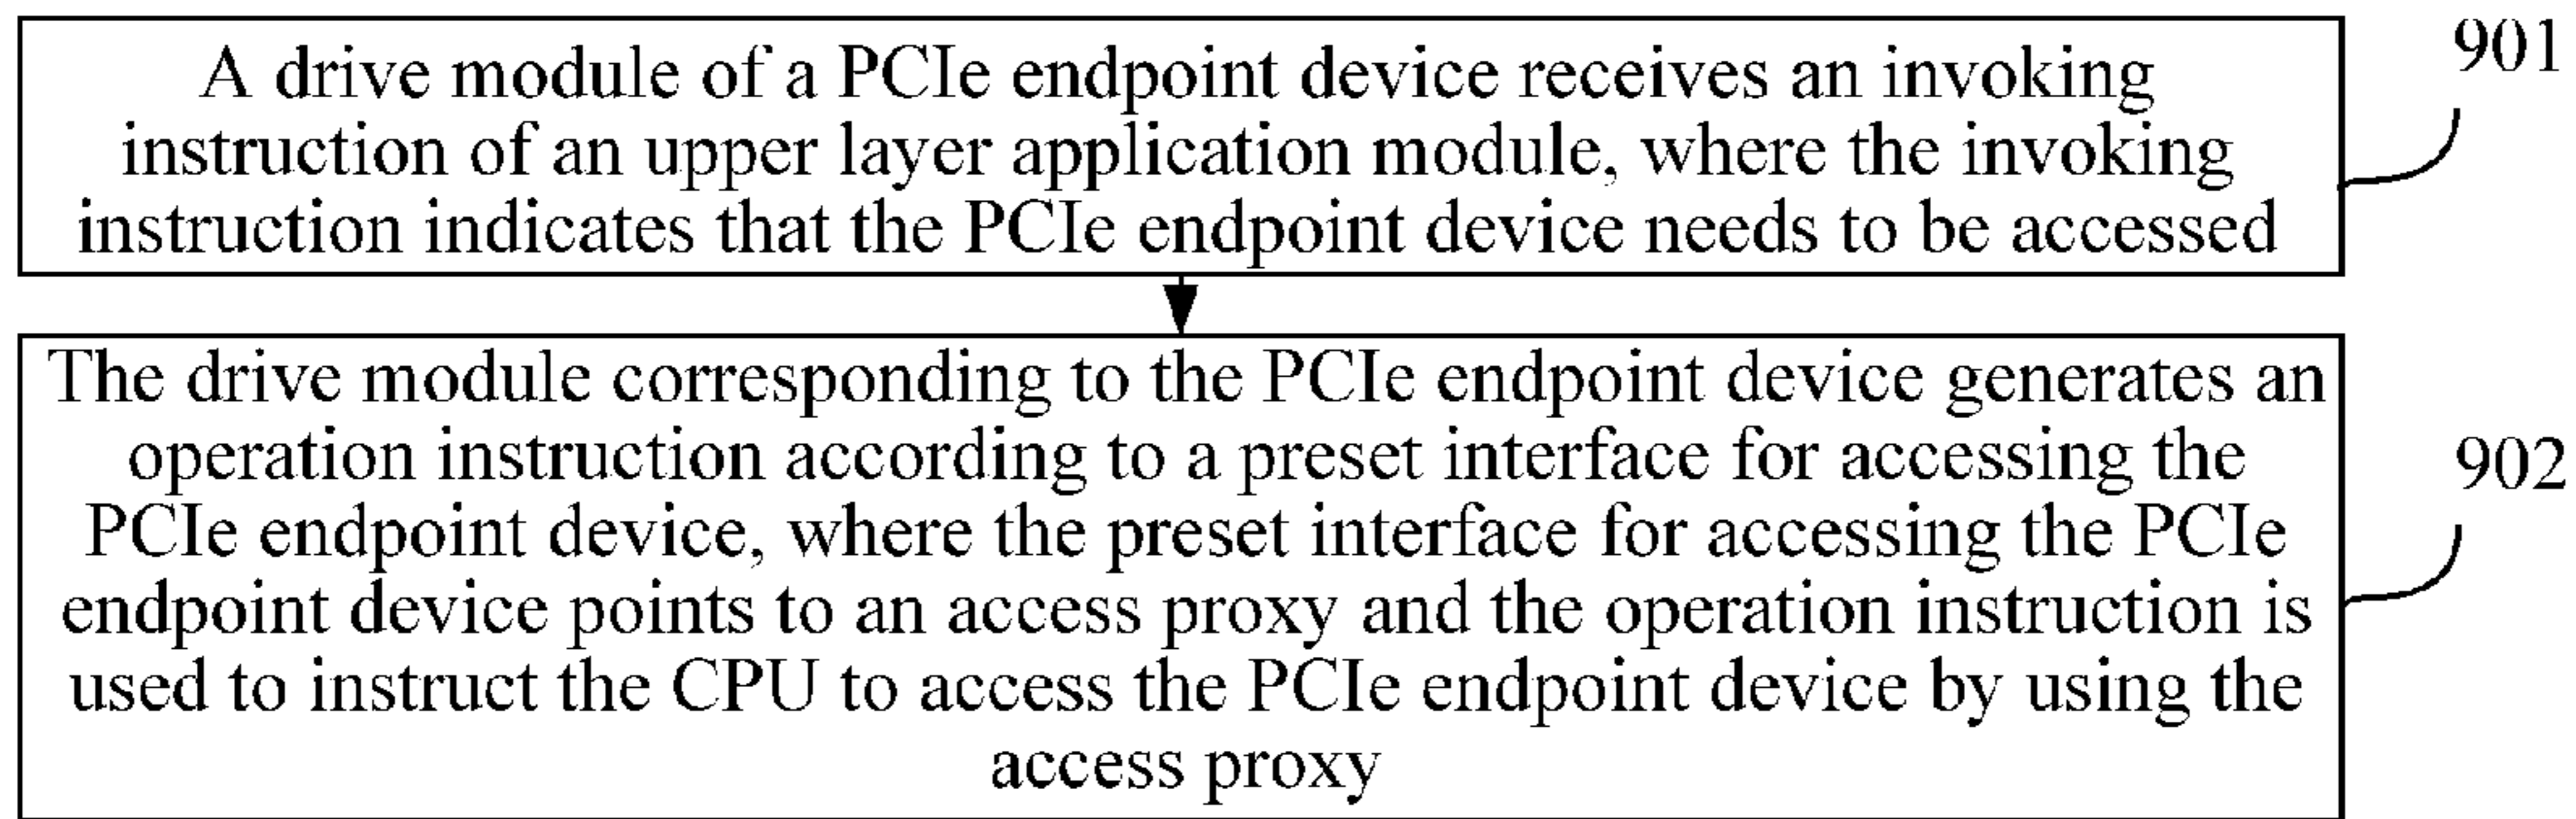 A drive module of a PCIe endpoint device receives an invoking
instruction of an upper layer application module, where the invoking
instruction indicates that the PCIe endpoint device needs to be accessed
901
The drive module corresponding to the PCIe endpoint device generates an
operation instruction according to a preset interface for accessing the
PCIe endpoint device, where the preset interface for accessing the PCIe
endpoint device points to an access proxy and the operation instruction is
used to instruct the CPU to access the PCIe endpoint device by using the
access proxy
902